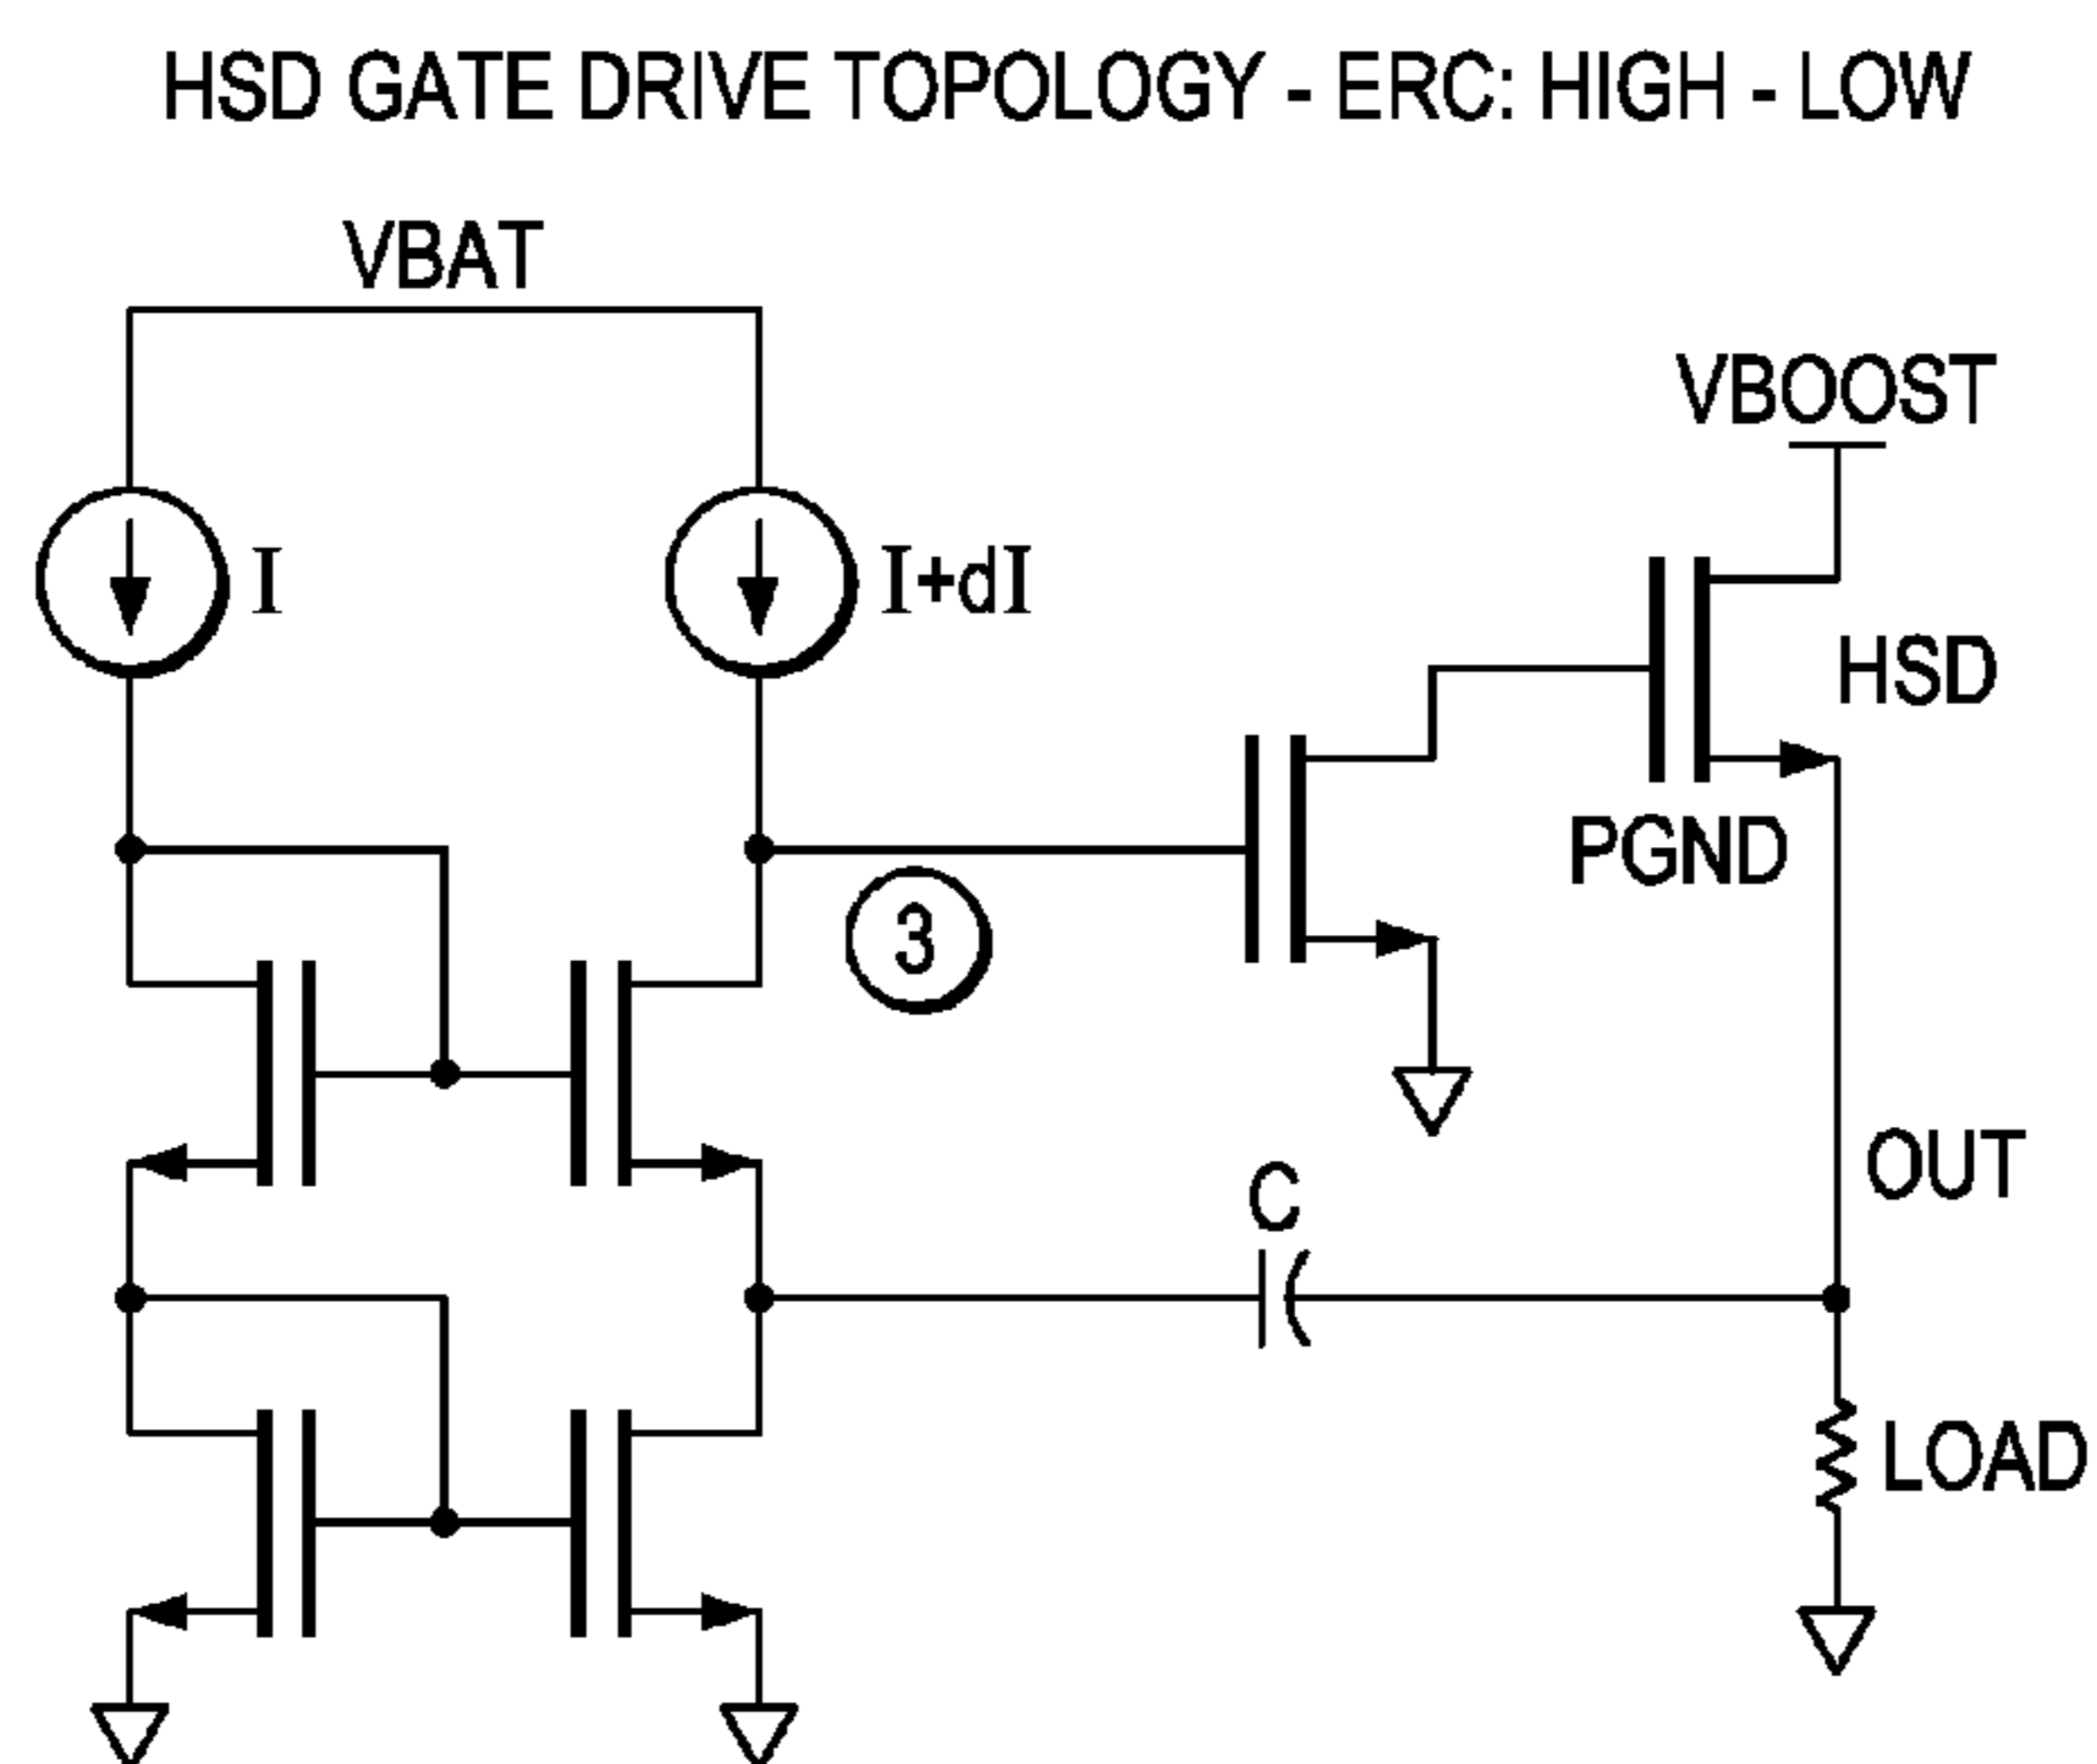 HSD GATE DRIVE TOPOLOGY - ERC: HIGH - LOW
VBAT
VBOOST
I
I+dI
HSD
PGND
3
OUT
C
LOAD